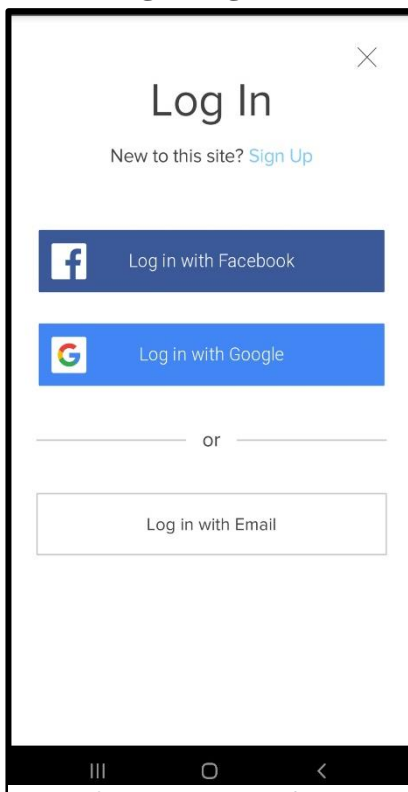 Log In
New to this site? Sign Up
Log in with Facebook
Log in with Google
or
Log in with Email